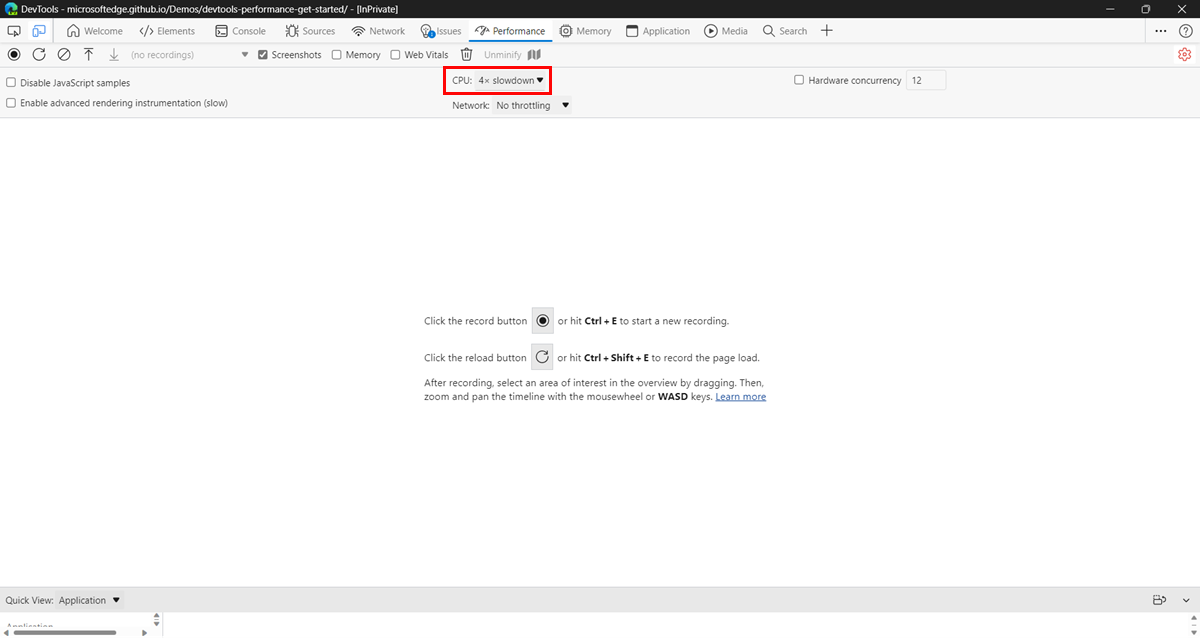 DevTools - microsoftedge.github.io/Demos/devtools-performance-get-started/ - [InPrivate]
Welcome Elements Console Sources Network Issues Performance Memory Application Media Search
(no recordings) Screenshots Memory Web Vitals Unminify
Disable JavaScript samples CPU: 4× slowdown Hardware concurrency 12
Enable advanced rendering instrumentation (slow) Network: No throttling
Click the record button or hit Ctrl + E to start a new recording.
Click the reload button or hit Ctrl + Shift + E to record the page load.
After recording, select an area of interest in the overview by dragging. Then,
zoom and pan the timeline with the mousewheel or WASD keys. Learn more
Quick View: Application
Application